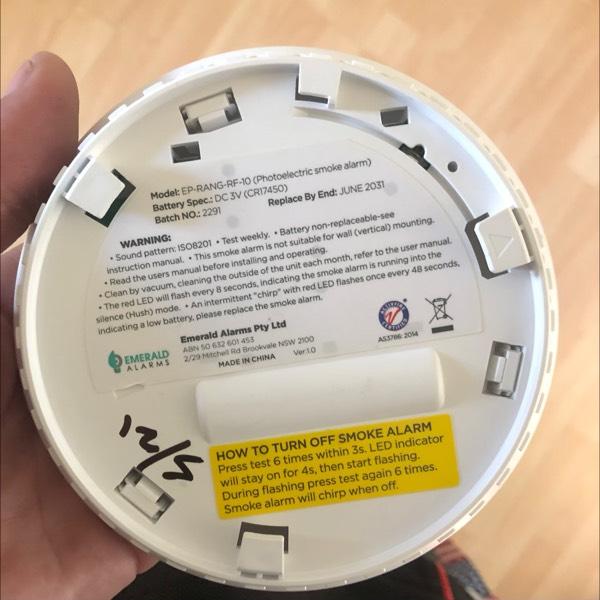 Model: EP-RANG-RF-10 (Photoelectric smoke alarm)
Battery Spec.: DC 3V (CR17450)
Batch NO.: 2291 Replace By End: JUNE 2031
WARNING:
• Sound pattern: ISO8201 • Test weekly. • Battery non-replaceable-see
instruction manual. • This smoke alarm is not suitable for wall (vertical) mounting.
• Read the users manual before installing and operating.
• Clean by vacuum, cleaning the outside of the unit each month, refer to the user manual.
• The red LED will flash every 8 seconds, indicating the smoke alarm is running into the
silence (Hush) mode. • An intermittent "chirp" with red LED flashes once every 48 seconds,
indicating a low battery, please replace the smoke alarm.
EMERALD
ALARMS
Emerald Alarms Pty Ltd
ABN 50 632 601 453
2/29 Mitchell Rd Brookvale NSW 2100
MADE IN CHINA Ver:1.0
AS3786: 2014
12/5
HOW TO TURN OFF SMOKE ALARM
Press test 6 times within 3s. LED indicator
will stay on for 4s, then start flashing.
During flashing press test again 6 times.
Smoke alarm will chirp when off.